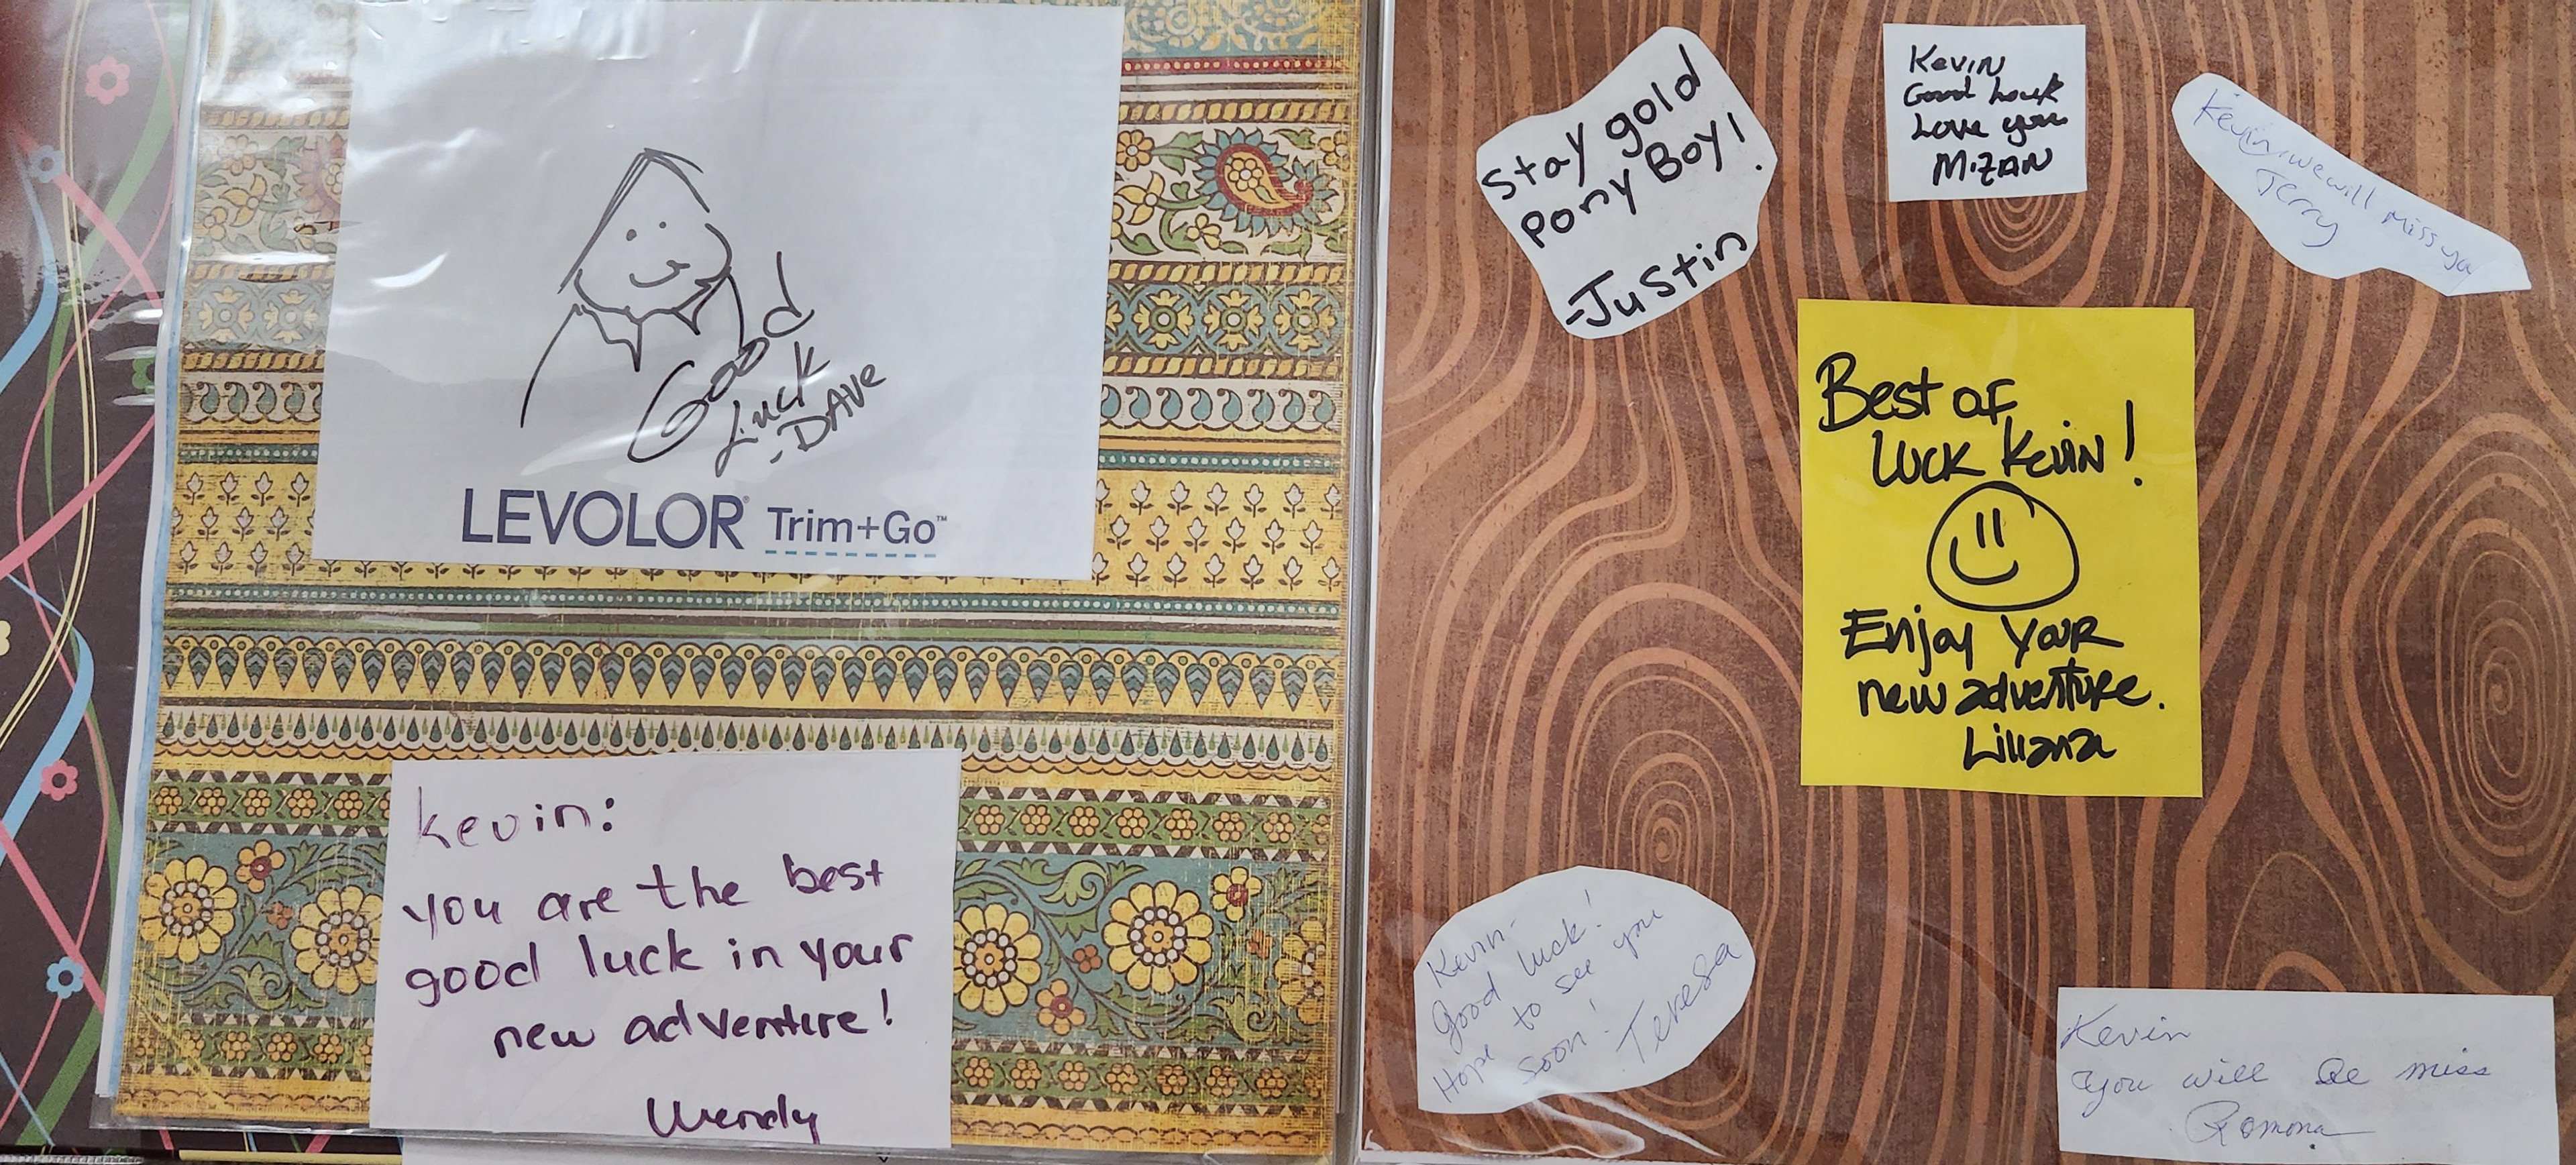 Good
Luck
-DAVe
LEVOLOR® Trim+Go™
Kevin:
you are the best
good luck in your
new adventure!
Wendy
Stay gold
Pony Boy!
-Justin
Kevin
Good Luck
Love you
MIZAN
Kevin, we will miss ya
Terry
Best of
Luck Kevin!
Enjoy Your
new adventure.
Liliana
Kevin-
Good luck!
Hope to see you
soon!
Teresa
Kevin
You will be miss
Romona